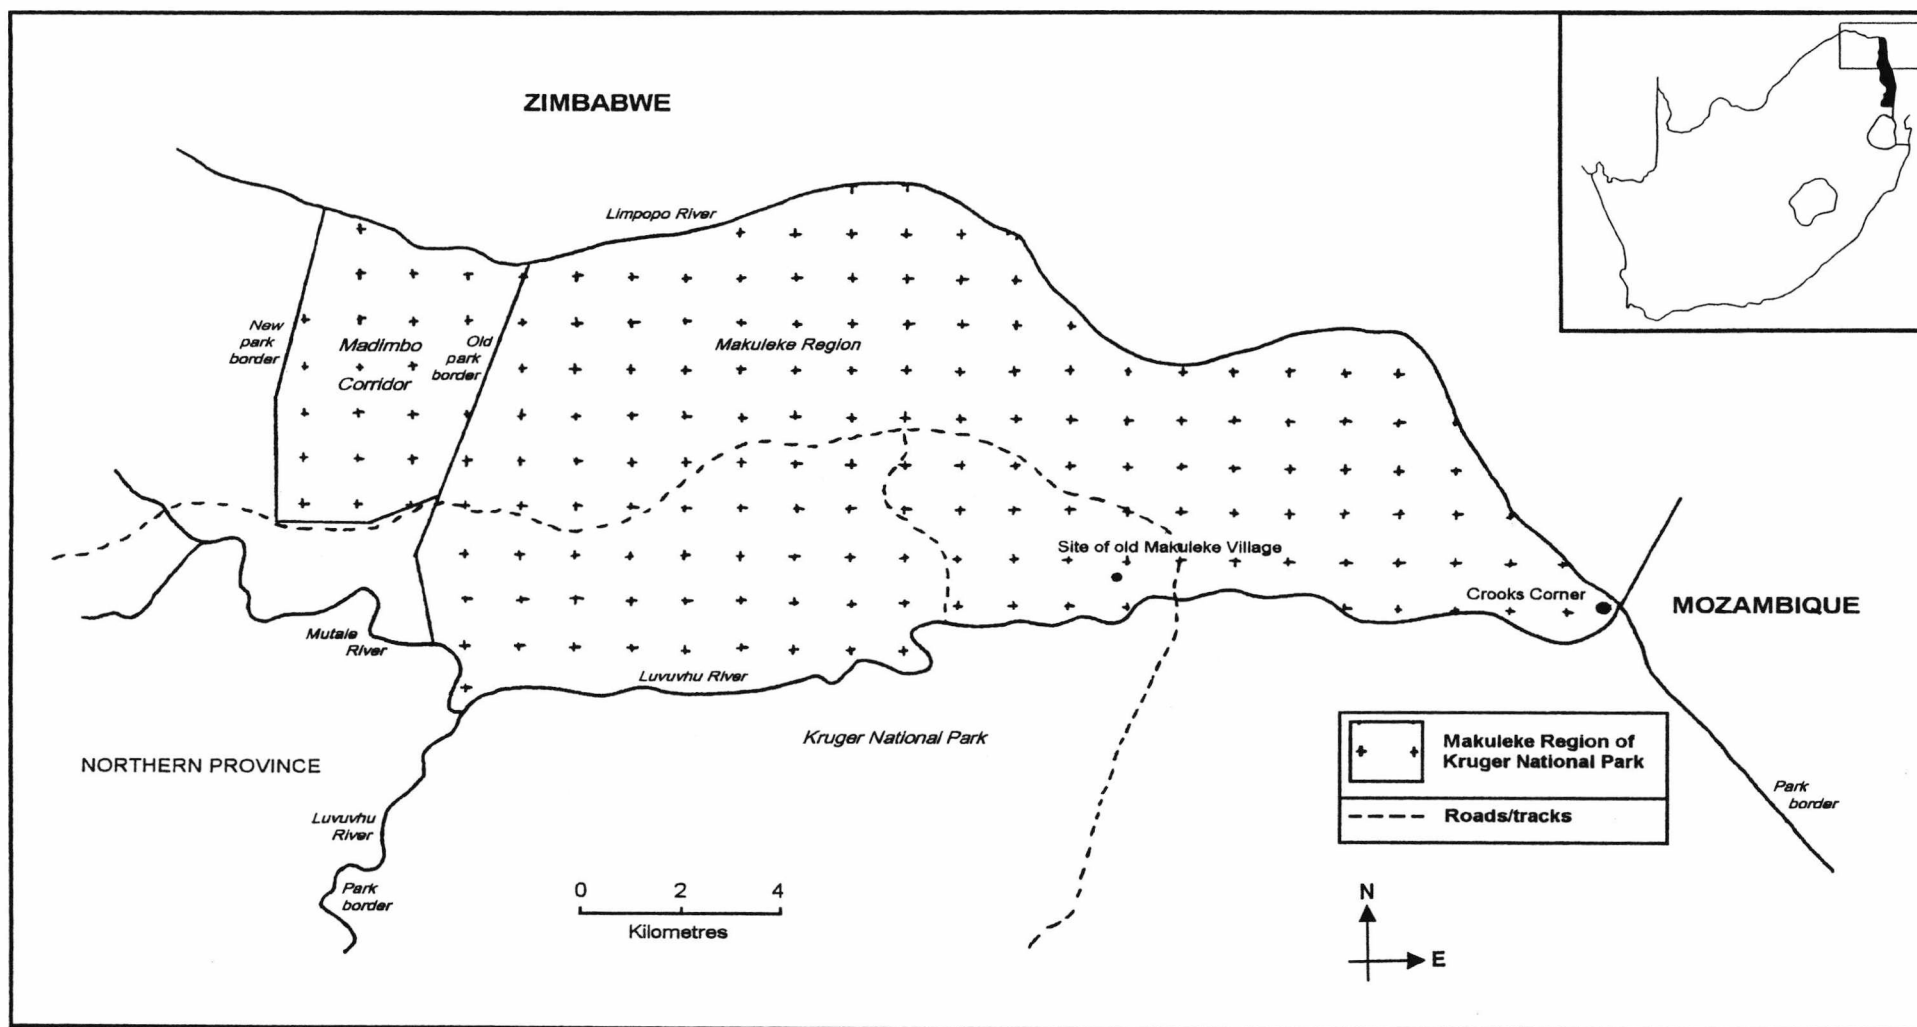 ZIMBABWE
Limpopo River
New
park
border
Madimbo
Corridor
Old
park
border
Makuleke Region
Site of old Makuleke Village
Crooks Corner
MOZAMBIQUE
Mutale
River
Luvuvhu River
Kruger National Park
NORTHERN PROVINCE
Luvuvhu
River
Park
border
Makuleke Region of
Kruger National Park
Roads/tracks
Park
border
0 2 4
Kilometres
N
E